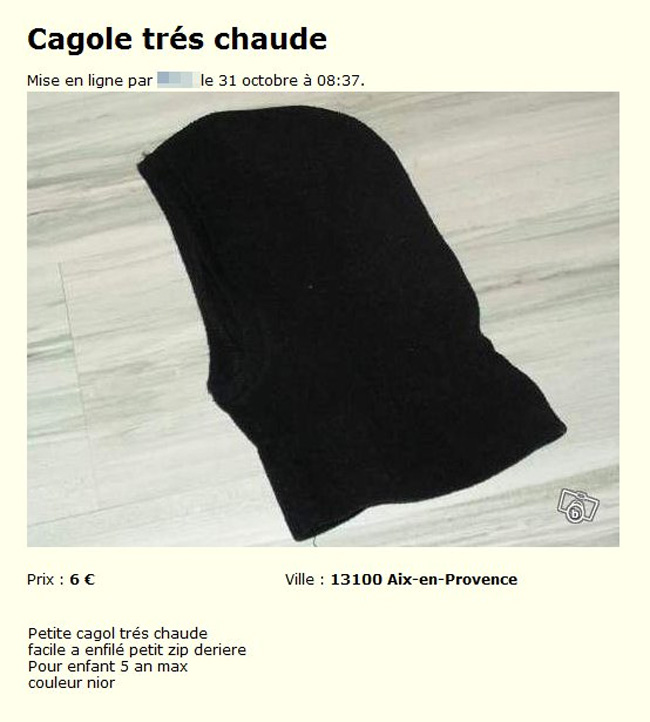 Cagole trés chaude
Mise en ligne par le 31 octobre à 08:37.
Prix : 6 € Ville : 13100 Aix-en-Provence
Petite cagol trés chaude
facile a enfilé petit zip deriere
Pour enfant 5 an max
couleur nior